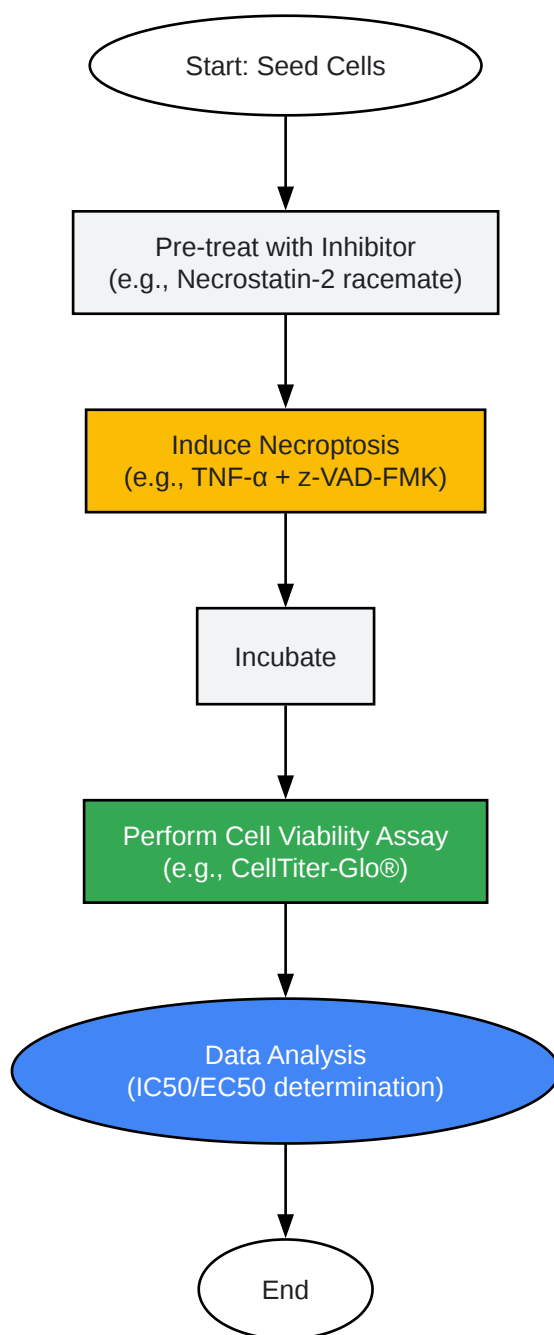 Start: Seed Cells
Pre-treat with Inhibitor
(e.g., Necrostatin-2 racemate)
Induce Necroptosis
(e.g., TNF-α + z-VAD-FMK)
Incubate
Perform Cell Viability Assay
(e.g., CellTiter-Glo®)
Data Analysis
(IC50/EC50 determination)
End